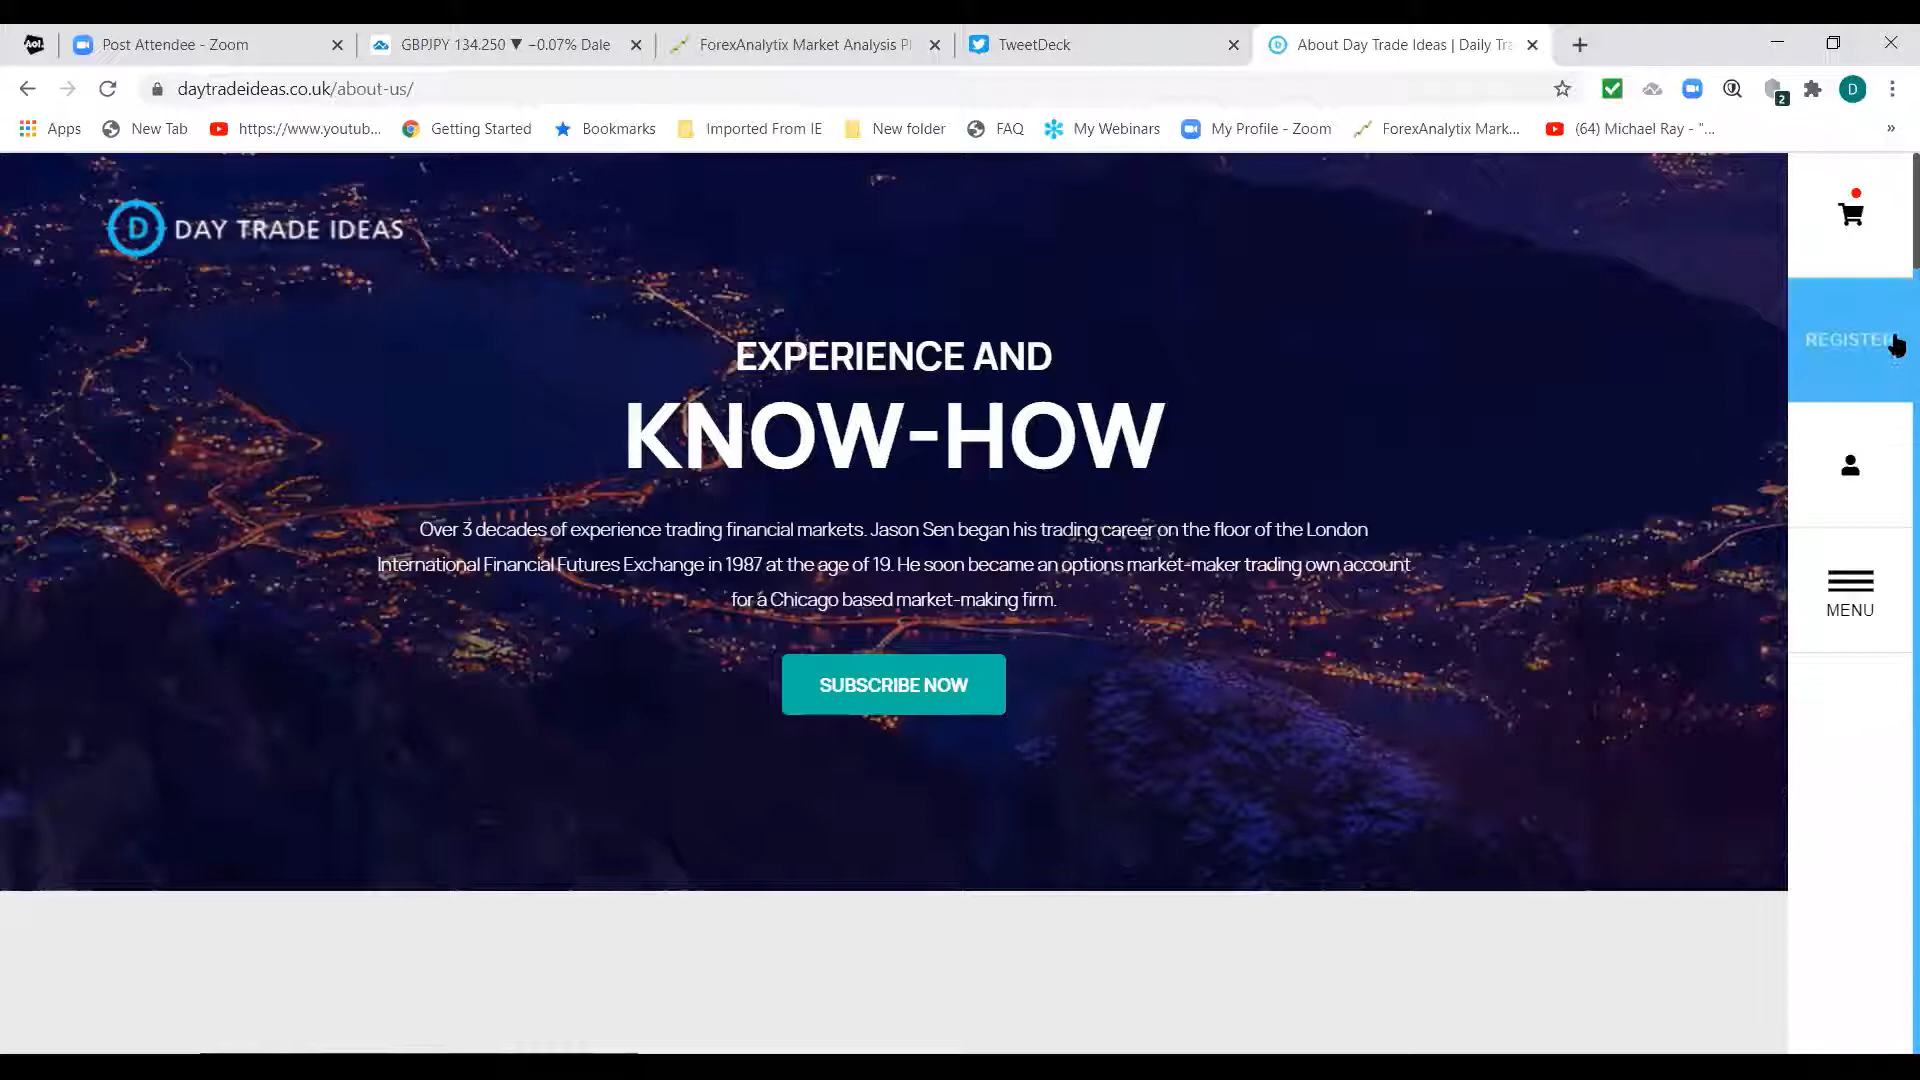 Aol.
Post Attendee - Zoom
GBPJPY 134.250 ▼ −0.07% Dale
ForexAnalytix Market Analysis Pl
TweetDeck
About Day Trade Ideas | Daily Tra
daytradeideas.co.uk/about-us/
2
D
Apps
New Tab
https://www.youtub...
Getting Started
Bookmarks
Imported From IE
New folder
FAQ
My Webinars
My Profile - Zoom
ForexAnalytix Mark...
(64) Michael Ray - "...
»
D DAY TRADE IDEAS
REGISTER
EXPERIENCE AND
KNOW-HOW
Over 3 decades of experience trading financial markets. Jason Sen began his trading career on the floor of the London
International Financial Futures Exchange in 1987 at the age of 19. He soon became an options market-maker trading own account
for a Chicago based market-making firm.
MENU
SUBSCRIBE NOW